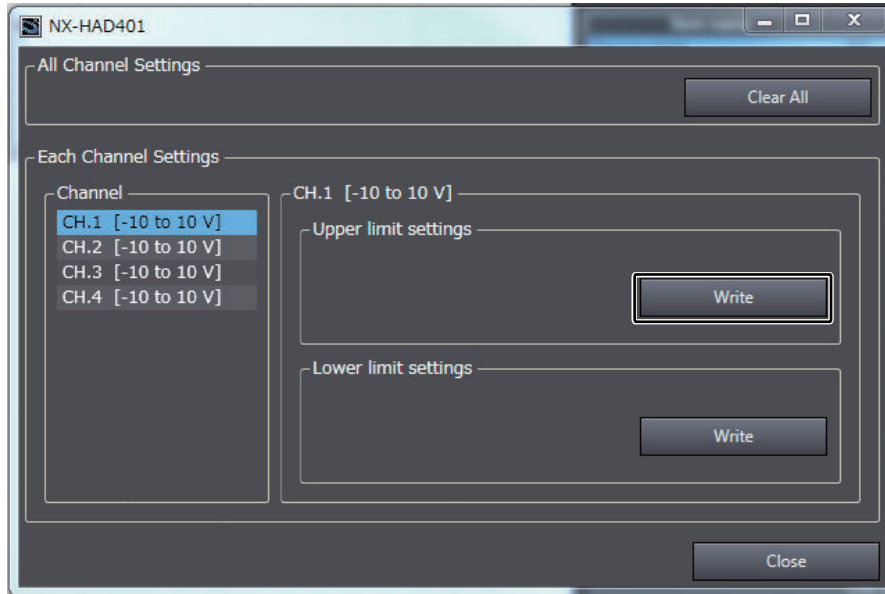 NX-HAD401
All Channel Settings
Clear All
Each Channel Settings
Channel
CH.1 [-10 to 10 V]
CH.2 [-10 to 10 V]
CH.3 [-10 to 10 V]
CH.4 [-10 to 10 V]
CH.1 [-10 to 10 V]
Upper limit settings
Write
Lower limit settings
Write
Close